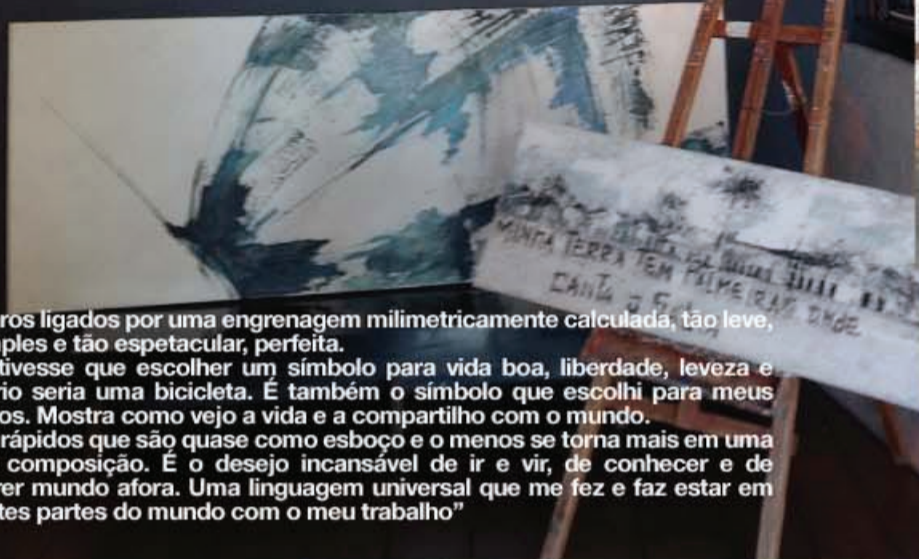 MINHA TERRA TEM PALMEIRAS ONDE
CANTA O
ros ligados por uma engrenagem milimetricamente calculada, tão leve,
ples e tão espetacular, perfeita.
tivesse que escolher um símbolo para vida boa, liberdade, leveza e
rio seria uma bicicleta. É também o símbolo que escolhi para meus
os. Mostra como vejo a vida e a compartilho com o mundo.
rápidos que são quase como esboço e o menos se torna mais em uma
composição. É o desejo incansável de ir e vir, de conhecer e de
rer mundo afora. Uma linguagem universal que me fez e faz estar em
tes partes do mundo com o meu trabalho”